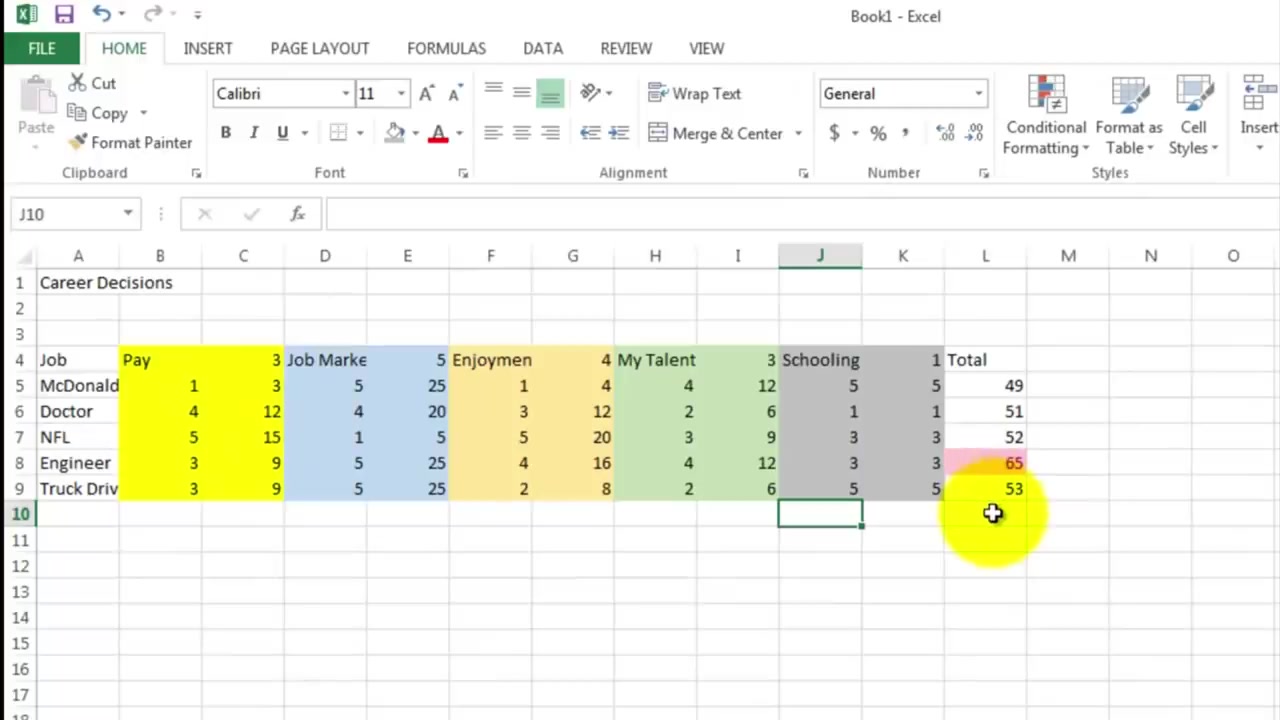 Book1 - Excel
FILE HOME INSERT PAGE LAYOUT FORMULAS DATA REVIEW VIEW
Cut
Copy
Format Painter
Paste
Clipboard
Calibri 11
B I U A
Font
Wrap Text
Merge & Center
Alignment
General
$ % ,
Number
Conditional Formatting
Format as Table
Cell Styles
Styles
Insert
J10 fx
A B C D E F G H I J K L M N O
1 Career Decisions
2
3
4 Job Pay 3 Job Marke 5 Enjoymen 4 My Talent 3 Schooling 1 Total
5 McDonald 1 3 5 25 1 4 4 12 5 5 49
6 Doctor 4 12 4 20 3 12 2 6 1 1 51
7 NFL 5 15 1 5 5 20 3 9 3 3 52
8 Engineer 3 9 5 25 4 16 4 12 3 3 65
9 Truck Driv 3 9 5 25 2 8 2 6 5 5 53
10
11
12
13
14
15
16
17
18